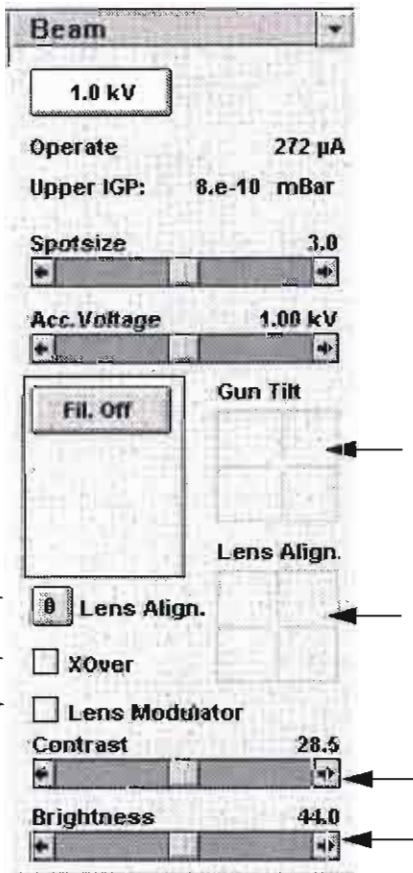 Beam
1.0 kV
Operate 272 µA
Upper IGP: 8.e-10 mBar
Spotsize 3.0
Acc.Voltage 1.00 kV
Fil. Off
Gun Tilt
Lens Align.
0 Lens Align.
XOver
Lens Modulator
Contrast 28.5
Brightness 44.0